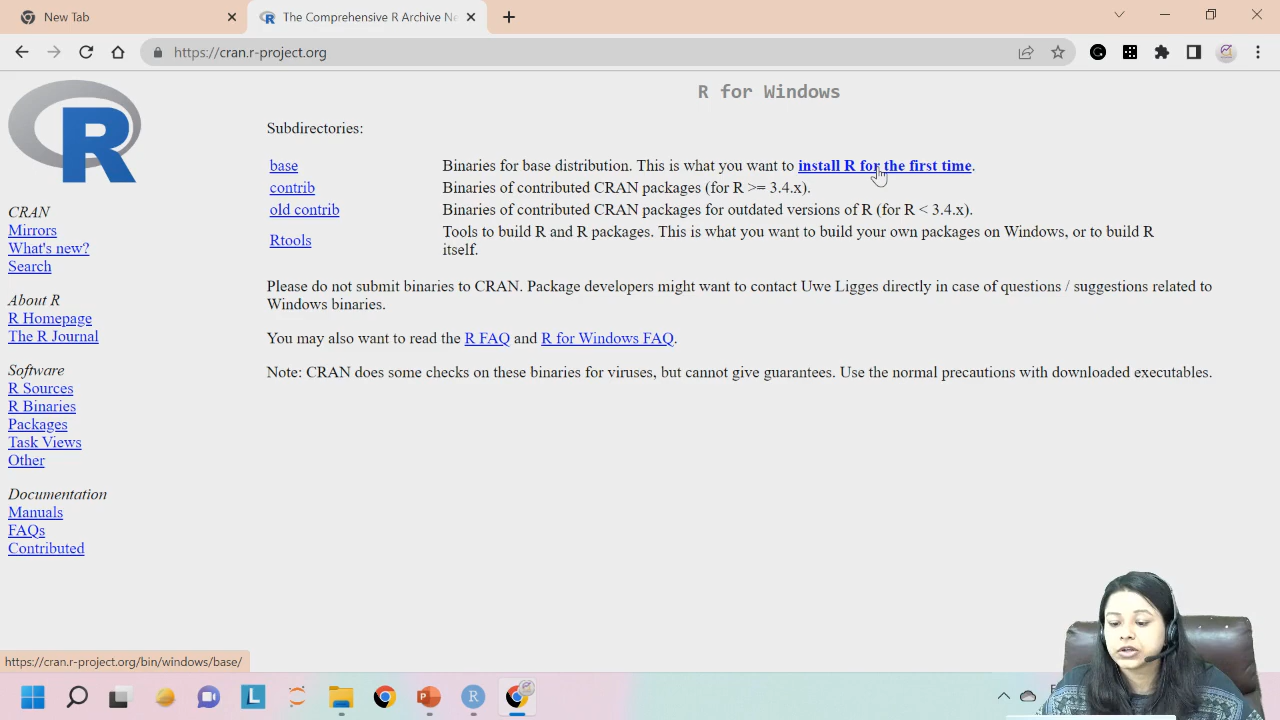 New Tab
The Comprehensive R Archive Ne
https://cran.r-project.org
R
CRAN
Mirrors
What's new?
Search
About R
R Homepage
The R Journal
Software
R Sources
R Binaries
Packages
Task Views
Other
Documentation
Manuals
FAQs
Contributed
R for Windows
Subdirectories:
base Binaries for base distribution. This is what you want to install R for the first time.
contrib Binaries of contributed CRAN packages (for R >= 3.4.x).
old contrib Binaries of contributed CRAN packages for outdated versions of R (for R < 3.4.x).
Rtools Tools to build R and R packages. This is what you want to build your own packages on Windows, or to build R
itself.
Please do not submit binaries to CRAN. Package developers might want to contact Uwe Ligges directly in case of questions / suggestions related to
Windows binaries.
You may also want to read the R FAQ and R for Windows FAQ.
Note: CRAN does some checks on these binaries for viruses, but cannot give guarantees. Use the normal precautions with downloaded executables.
https://cran.r-project.org/bin/windows/base/